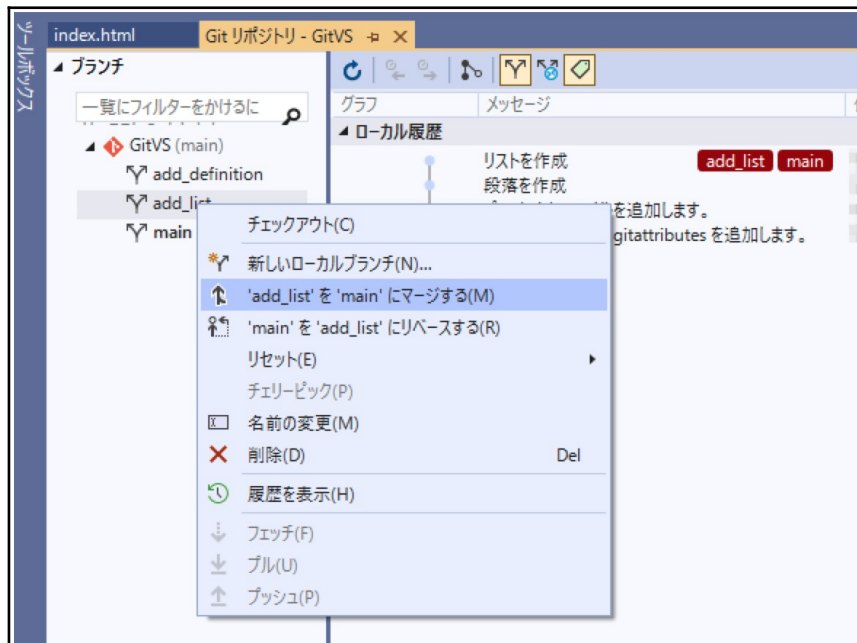 ツールボックス
index.html
Git リポジトリ - GitVS
ブランチ
一覧にフィルターをかけるに
GitVS (main)
add_definition
add_list
main
グラフ
メッセージ
ローカル履歴
リストを作成 add_list main
段落を作成
を追加します。
gitattributes を追加します。
チェックアウト(C)
新しいローカルブランチ(N)...
'add_list' を 'main' にマージする(M)
'main' を 'add_list' にリベースする(R)
リセット(E)
チェリーピック(P)
名前の変更(M)
削除(D) Del
履歴を表示(H)
フェッチ(F)
プル(U)
プッシュ(P)